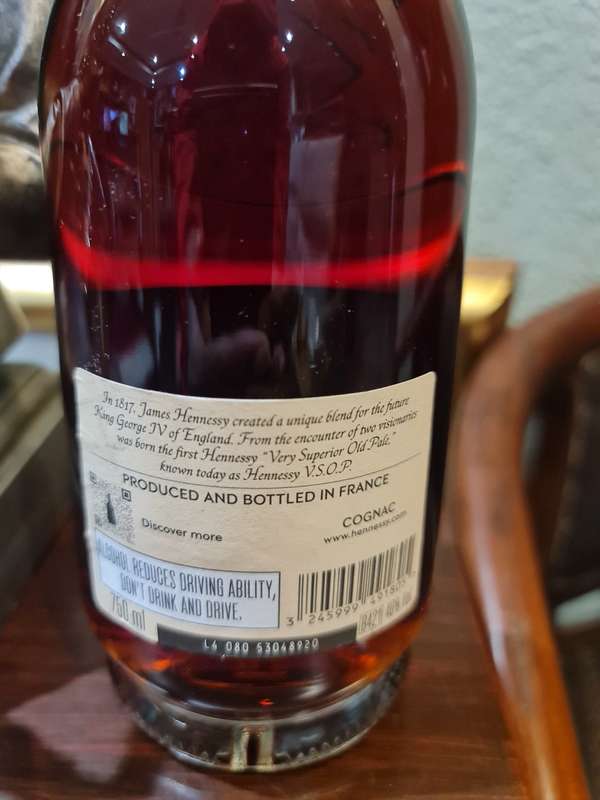 In 1817, James Hennessy created a unique blend for the future
King George IV of England. From the encounter of two visionaries
was born the first Hennessy "Very Superior Old Pale,"
known today as Hennessy V.S.O.P.
PRODUCED AND BOTTLED IN FRANCE
Discover more
COGNAC
www.hennessy.com
ALCOHOL REDUCES DRIVING ABILITY,
DON'T DRINK AND DRIVE.
750 ml
3 245999
40%
L4 080 53048920